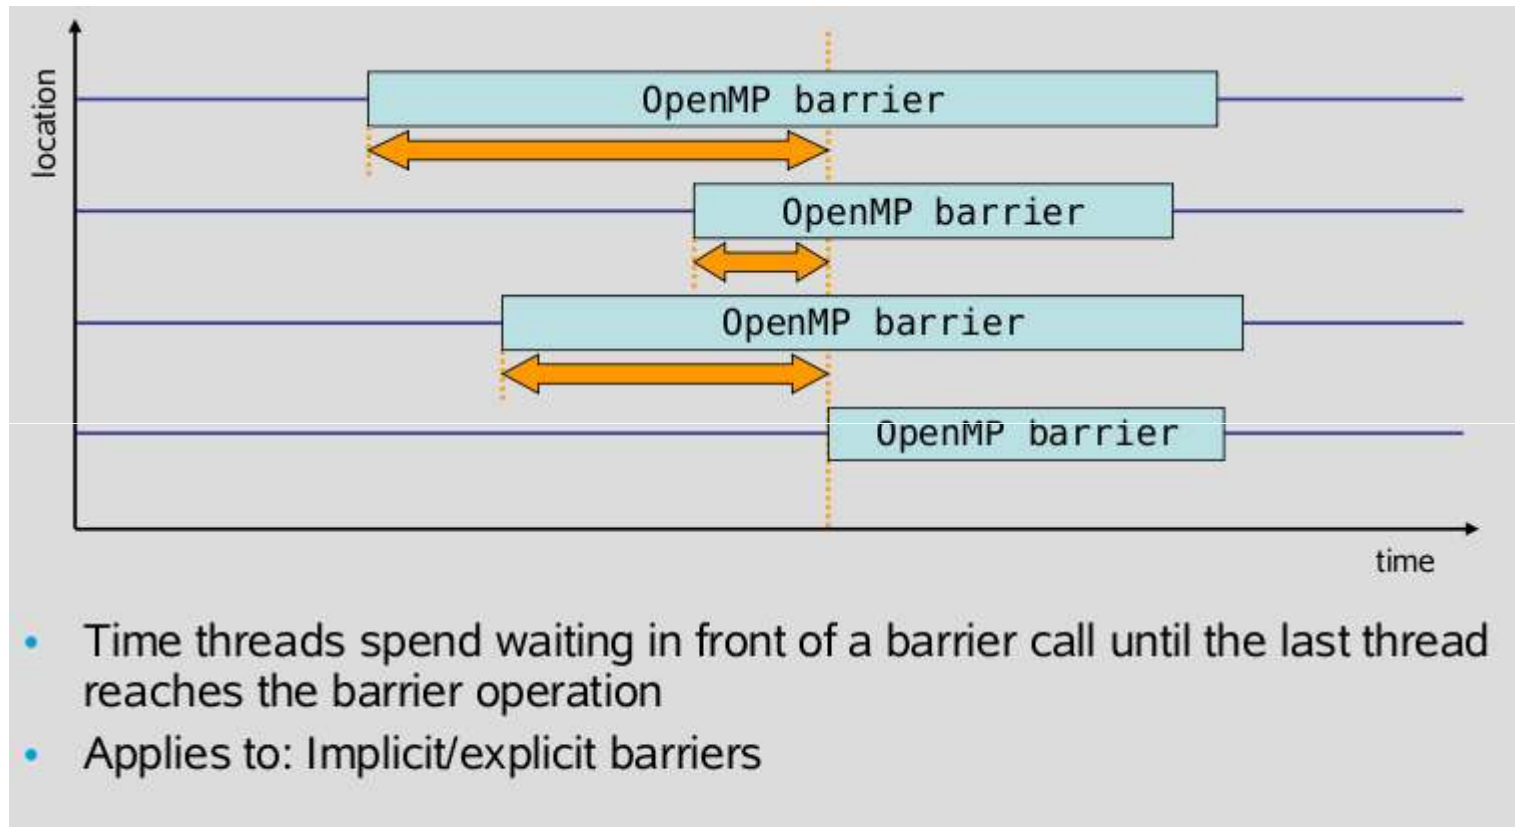 location
OpenMP barrier
OpenMP barrier
OpenMP barrier
OpenMP barrier
time
• Time threads spend waiting in front of a barrier call until the last thread
reaches the barrier operation
• Applies to: Implicit/explicit barriers